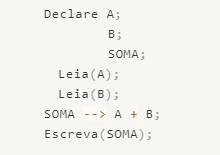 Declare A;
B;
SOMA;
Leia(A);
Leia(B);
SOMA --> A + B;
Escreva(SOMA);